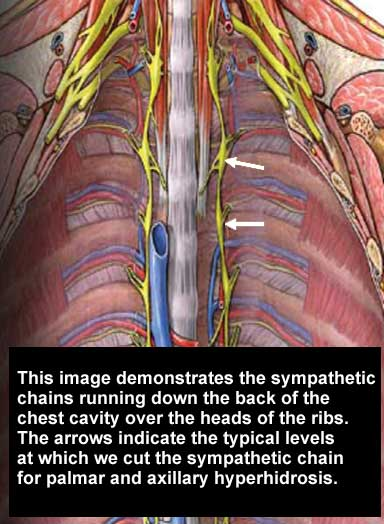 This image demonstrates the sympathetic
chains running down the back of the
chest cavity over the heads of the ribs.
The arrows indicate the typical levels
at which we cut the sympathetic chain
for palmar and axillary hyperhidrosis.